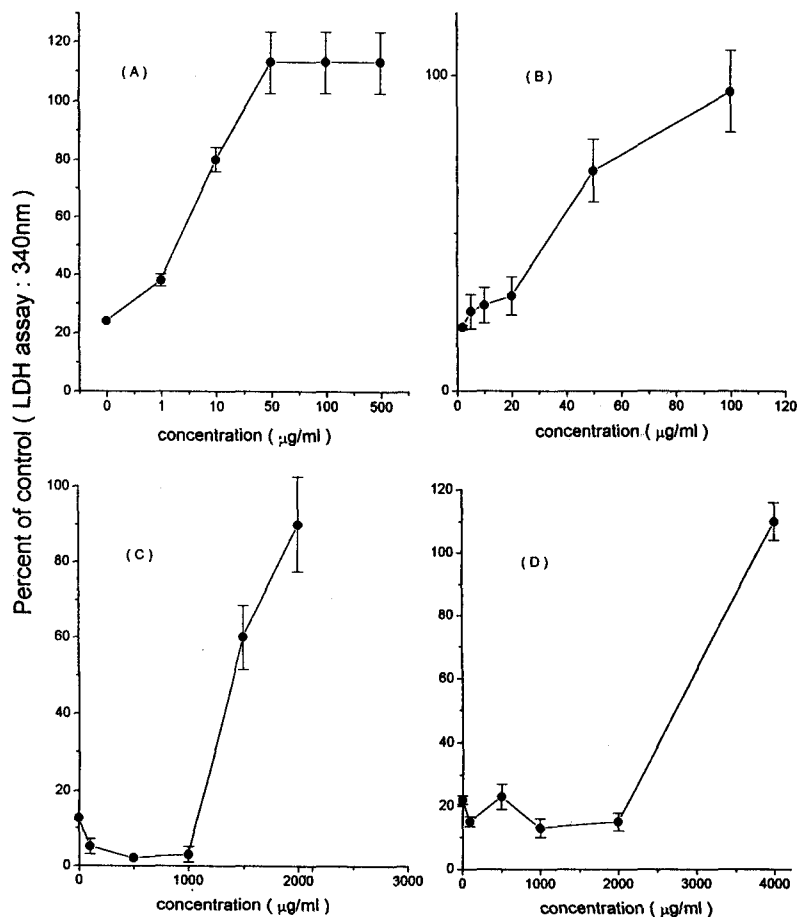 Percent of control ( LDH assay : 340nm )
( A )
120
100
80
60
40
20
0
0 1 10 50 100 500
concentration ( μg/ml )
( B )
100
0
0 20 40 60 80 100 120
concentration ( μg/ml )
( C )
100
80
60
40
20
0
0 1000 2000 3000
concentration ( μg/ml )
( D )
120
100
80
60
40
20
0
0 1000 2000 3000 4000
concentration ( μg/ml )